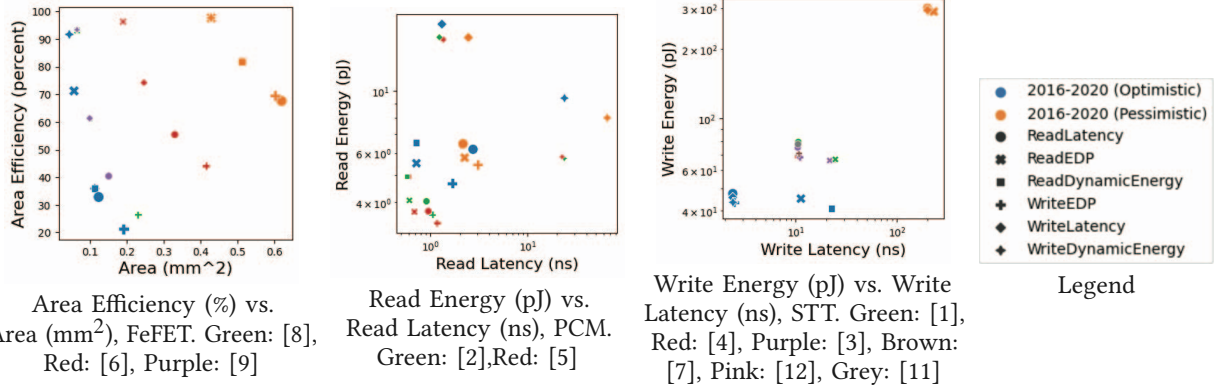 100
90
80
70
60
50
40
30
20
Area Efficiency (percent)
0.1 0.2 0.3 0.4 0.5 0.6
Area (mm^2)
Area Efficiency (%) vs.
Area (mm²), FeFET. Green: [8],
Red: [6], Purple: [9]
10¹
6 × 10⁰
4 × 10⁰
Read Energy (pJ)
10⁰ 10¹
Read Latency (ns)
Read Energy (pJ) vs.
Read Latency (ns), PCM.
Green: [2],Red: [5]
3 × 10²
2 × 10²
10²
6 × 10¹
4 × 10¹
Write Energy (pJ)
10¹ 10²
Write Latency (ns)
Write Energy (pJ) vs. Write
Latency (ns), STT. Green: [1],
Red: [4], Purple: [3], Brown:
[7], Pink: [12], Grey: [11]
2016-2020 (Optimistic)
2016-2020 (Pessimistic)
ReadLatency
ReadEDP
ReadDynamicEnergy
WriteEDP
WriteLatency
WriteDynamicEnergy
Legend